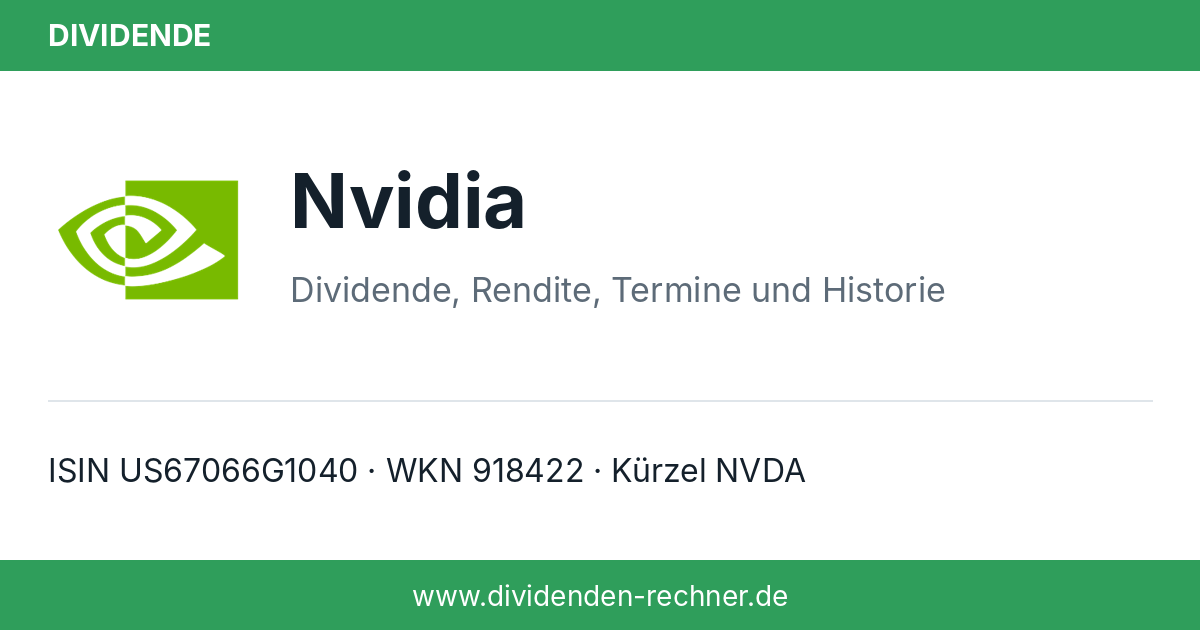 DIVIDENDE
Nvidia
Dividende, Rendite, Termine und Historie
ISIN US67066G1040 · WKN 918422 · Kürzel NVDA
www.dividenden-rechner.de